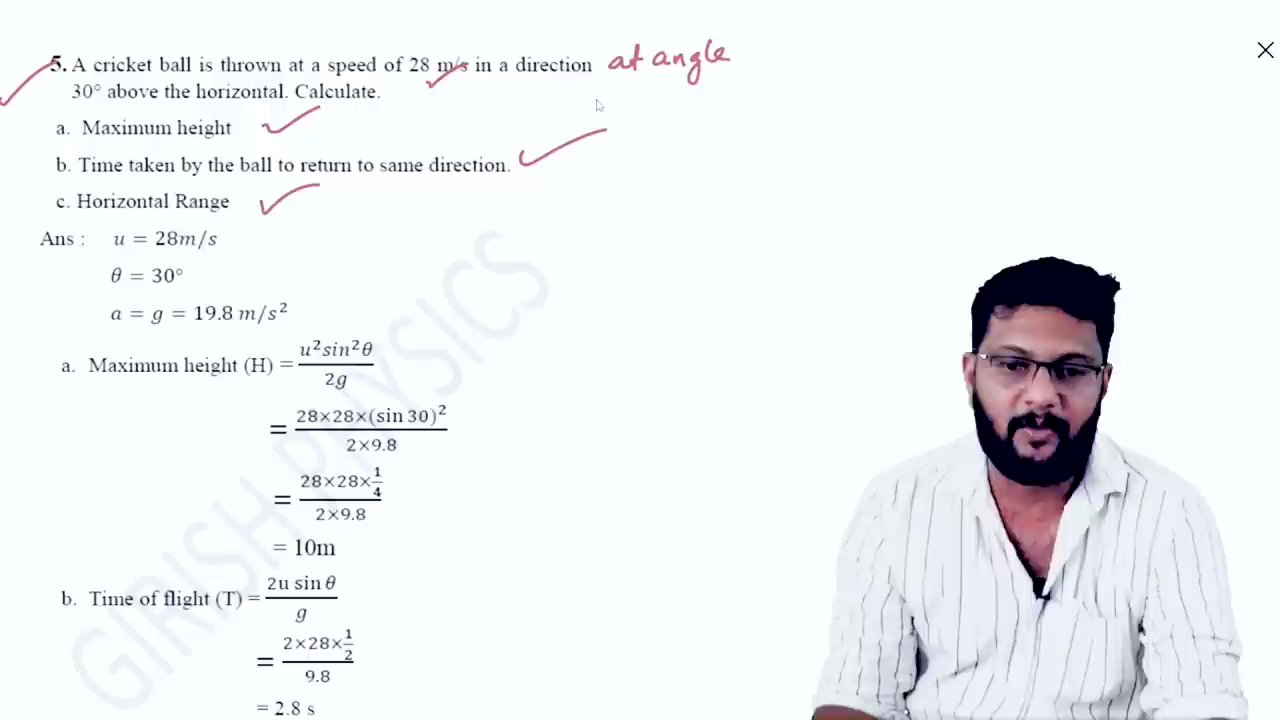 5. A cricket ball is thrown at a speed of 28 m/s in a direction at angle
30° above the horizontal. Calculate.
a. Maximum height
b. Time taken by the ball to return to same direction.
c. Horizontal Range
Ans : u = 28m/s
θ = 30°
a = g = 19.8 m/s²
a. Maximum height (H) = u²sin²θ / 2g
= 28×28×(sin 30)² / 2×9.8
= 28×28×1/4 / 2×9.8
= 10m
b. Time of flight (T) = 2u sin θ / g
= 2×28×1/2 / 9.8
= 2.8 s
GIRISH PHYSICS